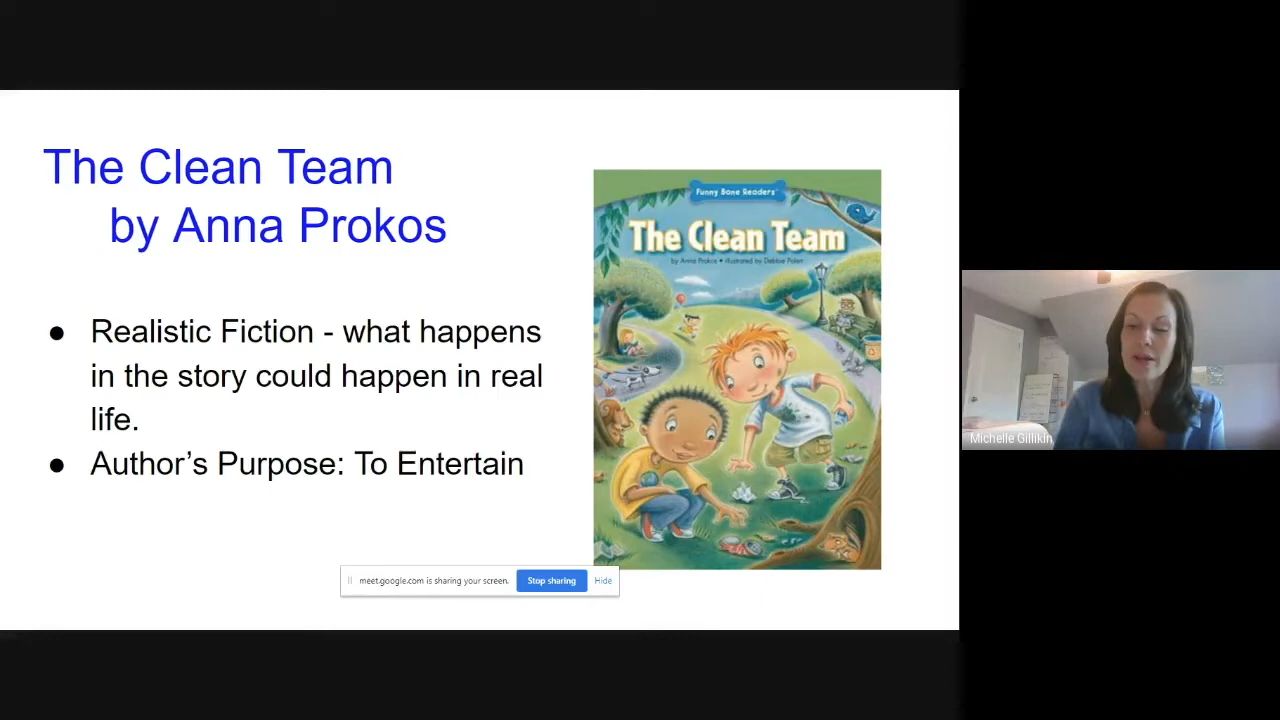 The Clean Team
by Anna Prokos
● Realistic Fiction - what happens
in the story could happen in real
life.
● Author's Purpose: To Entertain
Funny Bone Readers™
The Clean Team
by Anna Prokos • illustrated by Debbie Palen
meet.google.com is sharing your screen.
Stop sharing
Hide
Michelle Gillikin